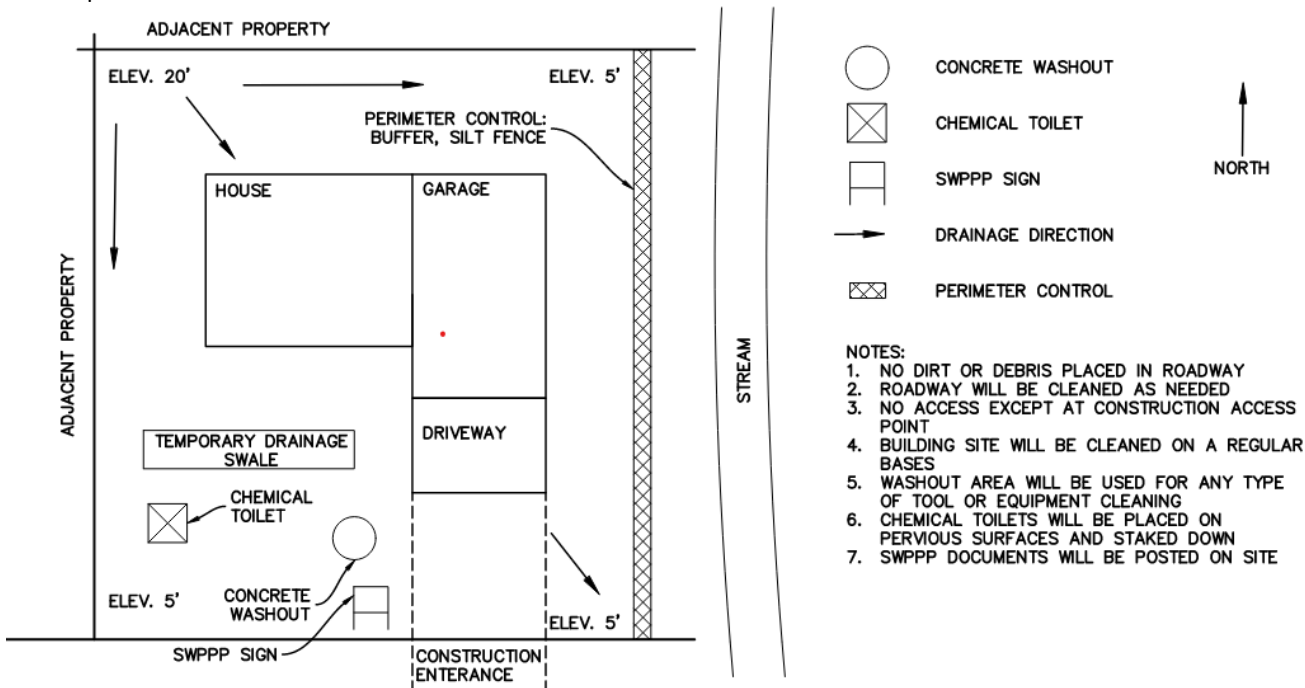 ADJACENT PROPERTY
ELEV. 20'
ELEV. 5'
PERIMETER CONTROL:
BUFFER, SILT FENCE
HOUSE
GARAGE
ADJACENT PROPERTY
STREAM
DRIVEWAY
TEMPORARY DRAINAGE
SWALE
CHEMICAL
TOILET
ELEV. 5'
CONCRETE
WASHOUT
ELEV. 5'
SWPPP SIGN
CONSTRUCTION
ENTERANCE
CONCRETE WASHOUT
CHEMICAL TOILET
SWPPP SIGN
DRAINAGE DIRECTION
PERIMETER CONTROL
NORTH
NOTES:
1. NO DIRT OR DEBRIS PLACED IN ROADWAY
2. ROADWAY WILL BE CLEANED AS NEEDED
3. NO ACCESS EXCEPT AT CONSTRUCTION ACCESS
POINT
4. BUILDING SITE WILL BE CLEANED ON A REGULAR
BASES
5. WASHOUT AREA WILL BE USED FOR ANY TYPE
OF TOOL OR EQUIPMENT CLEANING
6. CHEMICAL TOILETS WILL BE PLACED ON
PERVIOUS SURFACES AND STAKED DOWN
7. SWPPP DOCUMENTS WILL BE POSTED ON SITE